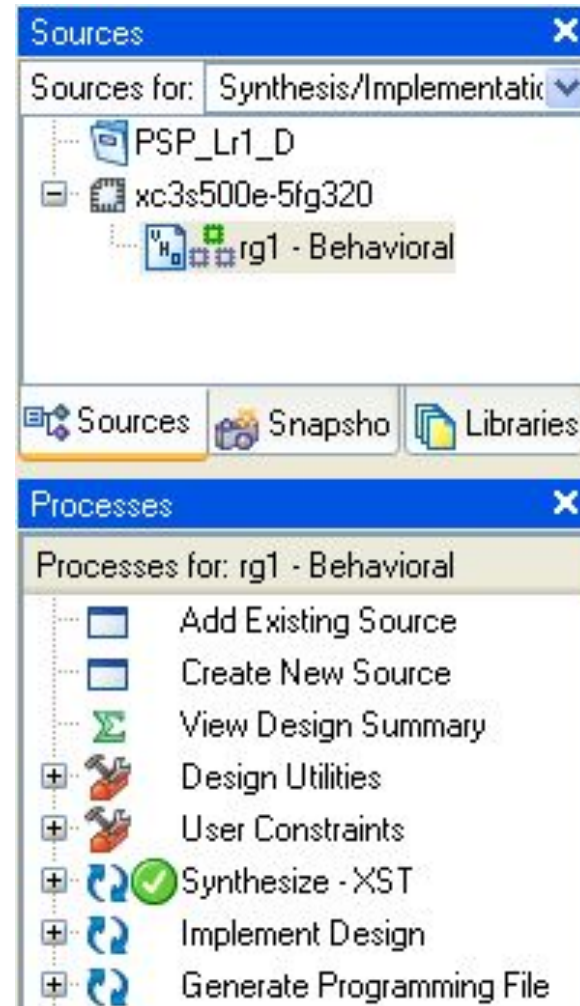 Sources
Sources for: Synthesis/Implementatic
PSP_Lr1_D
xc3s500e-5fg320
rg1 - Behavioral
Sources Snapsho Libraries
Processes
Processes for: rg1 - Behavioral
Add Existing Source
Create New Source
View Design Summary
Design Utilities
User Constraints
Synthesize - XST
Implement Design
Generate Programming File